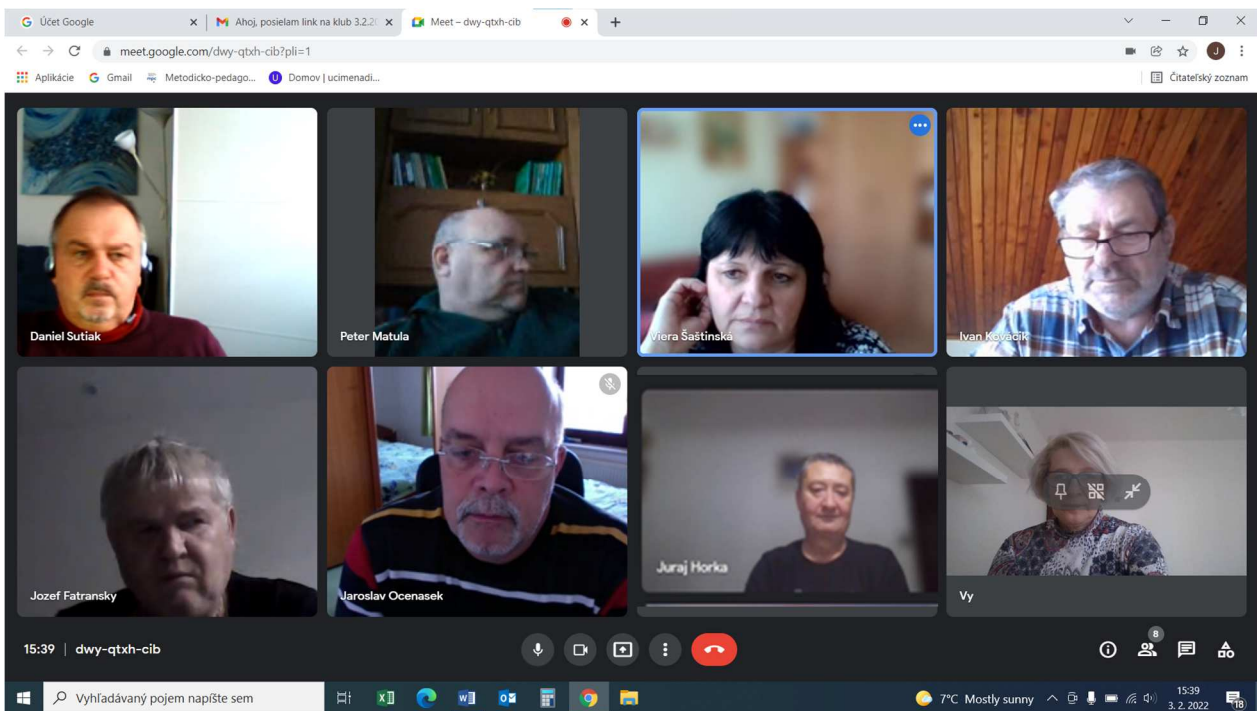 Účet Google
Ahoj, posielam link na klub 3.2.20
Meet – dwy-qtxh-cib
meet.google.com/dwy-qtxh-cib?pli=1
J
Aplikácie
Gmail
Metodicko-pedago...
Domov | ucimenadi...
Čitateľský zoznam
Daniel Sutiak
Peter Matula
Viera Šaštinská
Ivan Kováčik
Jozef Fatransky
Jaroslav Ocenasek
Juraj Horka
Vy
15:39 | dwy-qtxh-cib
8
Vyhľadávaný pojem napíšte sem
7°C Mostly sunny
15:39
3. 2. 2022
18